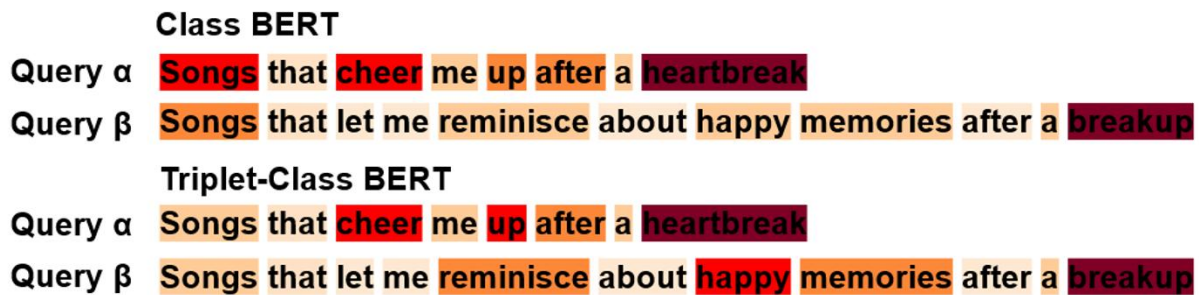 Class BERT
Query α Songs that cheer me up after a heartbreak
Query β Songs that let me reminisce about happy memories after a breakup
Triplet-Class BERT
Query α Songs that cheer me up after a heartbreak
Query β Songs that let me reminisce about happy memories after a breakup